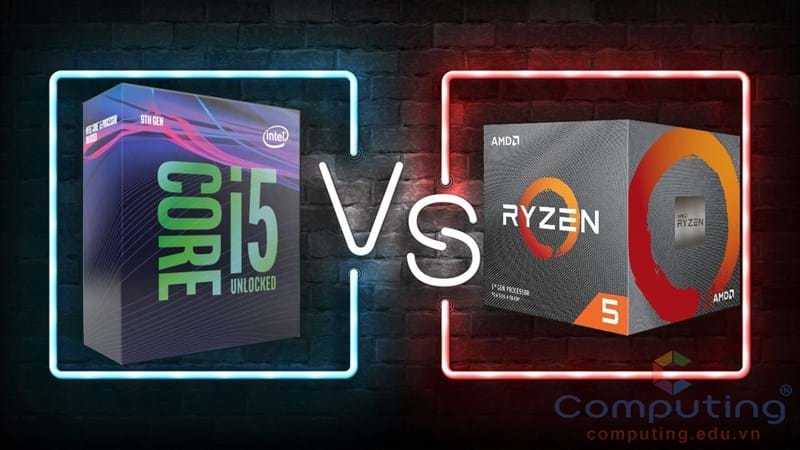 9TH GEN
intel
CORE
i5
UNLOCKED
VS
AMD
RYZEN
5
AMD
RYZEN
AMD
Computing®
computing.edu.vn